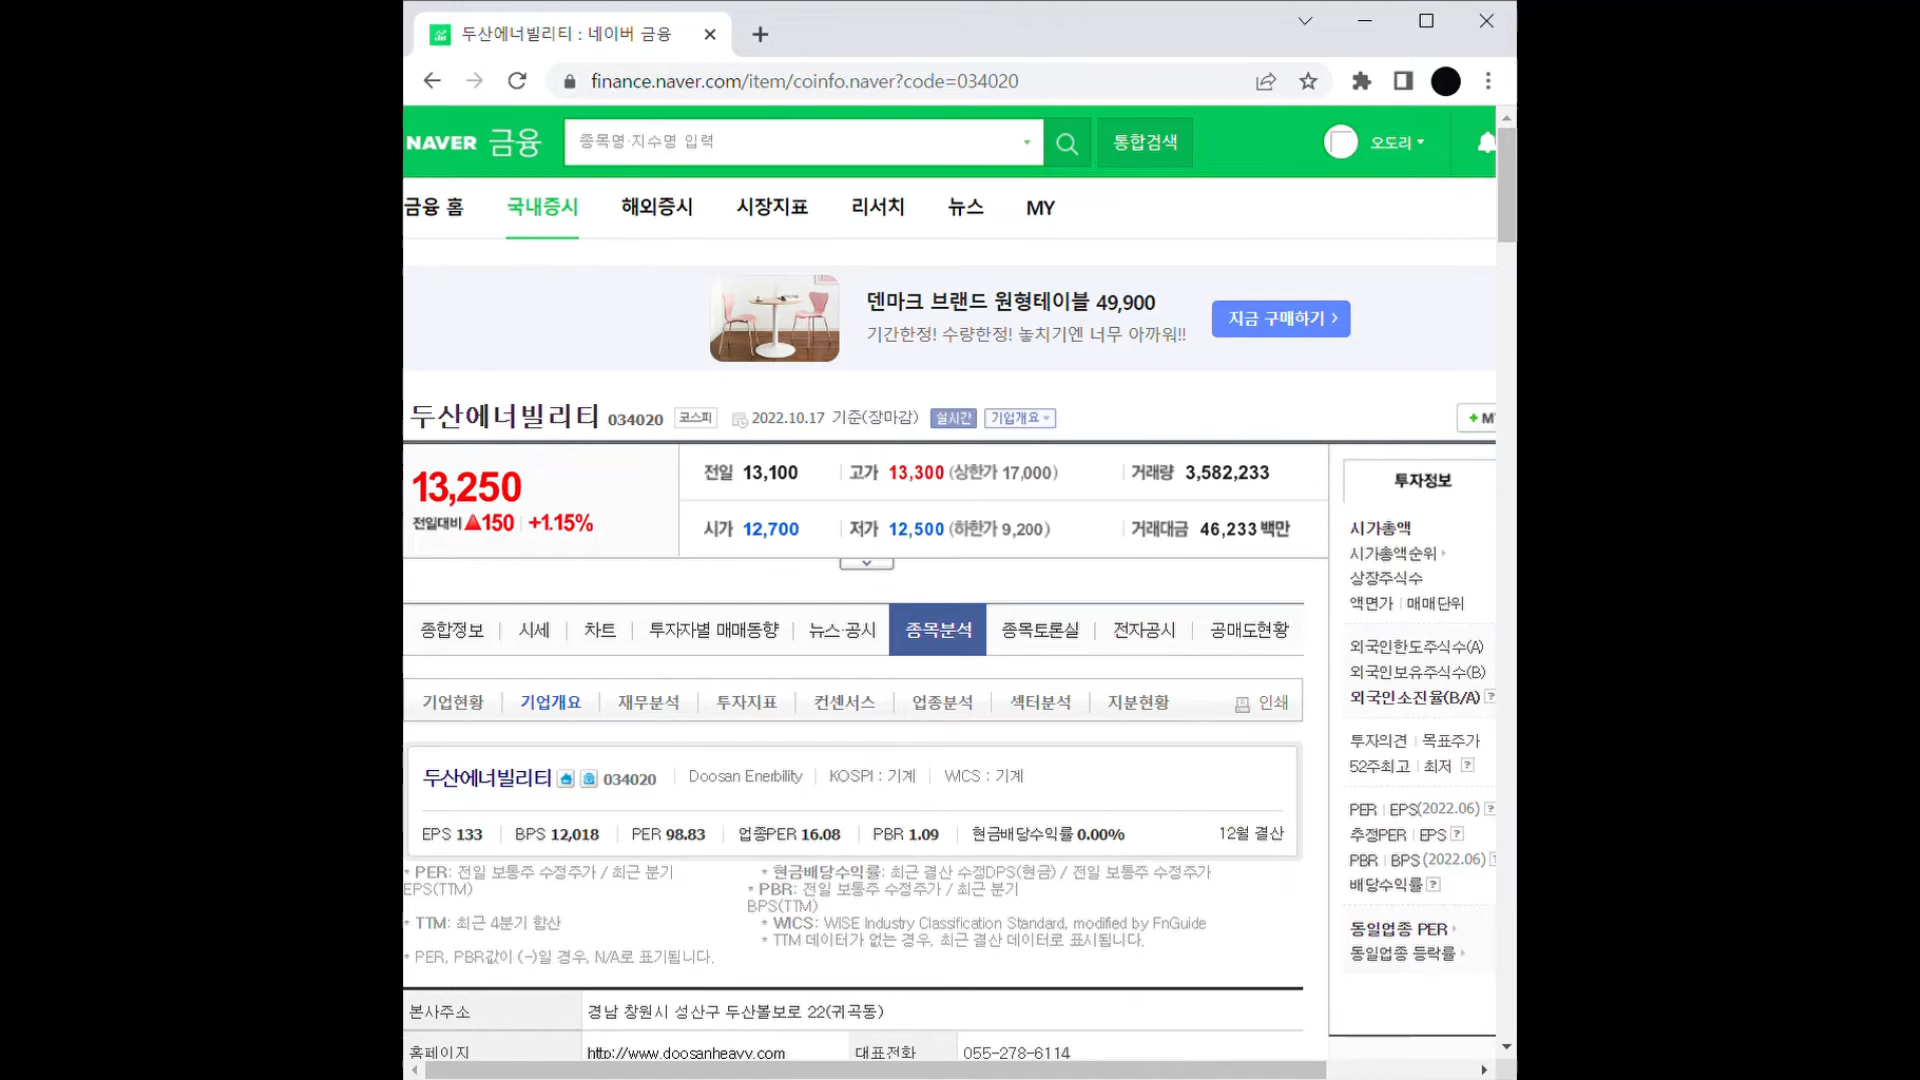 두산에너빌리티 : 네이버 금융
finance.naver.com/item/coinfo.naver?code=034020
NAVER 금융 종목명·지수명 입력 통합검색 오도리
금융 홈 국내증시 해외증시 시장지표 리서치 뉴스 MY
덴마크 브랜드 원형테이블 49,900
기간한정! 수량한정! 놓치기엔 너무 아까워!!
지금 구매하기 >
두산에너빌리티 034020 코스피 2022.10.17 기준(장마감) 실시간 기업개요 + M
13,250
전일대비 ▲150 +1.15%
전일 13,100 고가 13,300 (상한가 17,000) 거래량 3,582,233
시가 12,700 저가 12,500 (하한가 9,200) 거래대금 46,233 백만
종합정보 시세 차트 투자자별 매매동향 뉴스·공시 종목분석 종목토론실 전자공시 공매도현황
기업현황 기업개요 재무분석 투자지표 컨센서스 업종분석 섹터분석 지분현황 인쇄
두산에너빌리티 034020 Doosan Enerbility KOSPI : 기계 WICS : 기계
EPS 133 BPS 12,018 PER 98.83 업종PER 16.08 PBR 1.09 현금배당수익률 0.00% 12월 결산
* PER: 전일 보통주 수정주가 / 최근 분기
EPS(TTM)
* 현금배당수익률: 최근 결산 수정DPS(현금) / 전일 보통주 수정주가
* PBR: 전일 보통주 수정주가 / 최근 분기
BPS(TTM)
* TTM: 최근 4분기 합산
* WICS: WISE Industry Classification Standard, modified by FnGuide
* TTM 데이터가 없는 경우, 최근 결산 데이터로 표시됩니다.
* PER, PBR값이 (-)일 경우, N/A로 표기됩니다.
본사주소 경남 창원시 성산구 두산볼보로 22(귀곡동)
홈페이지 http://www.doosanheavy.com 대표전화 055-278-6114
투자정보
시가총액
시가총액순위
상장주식수
액면가 | 매매단위
외국인한도주식수(A)
외국인보유주식수(B)
외국인소진율(B/A) ?
투자의견 | 목표주가
52주최고 | 최저 ?
PER | EPS(2022.06) ?
추정PER | EPS ?
PBR | BPS (2022.06) ?
배당수익률 ?
동일업종 PER
동일업종 등락률